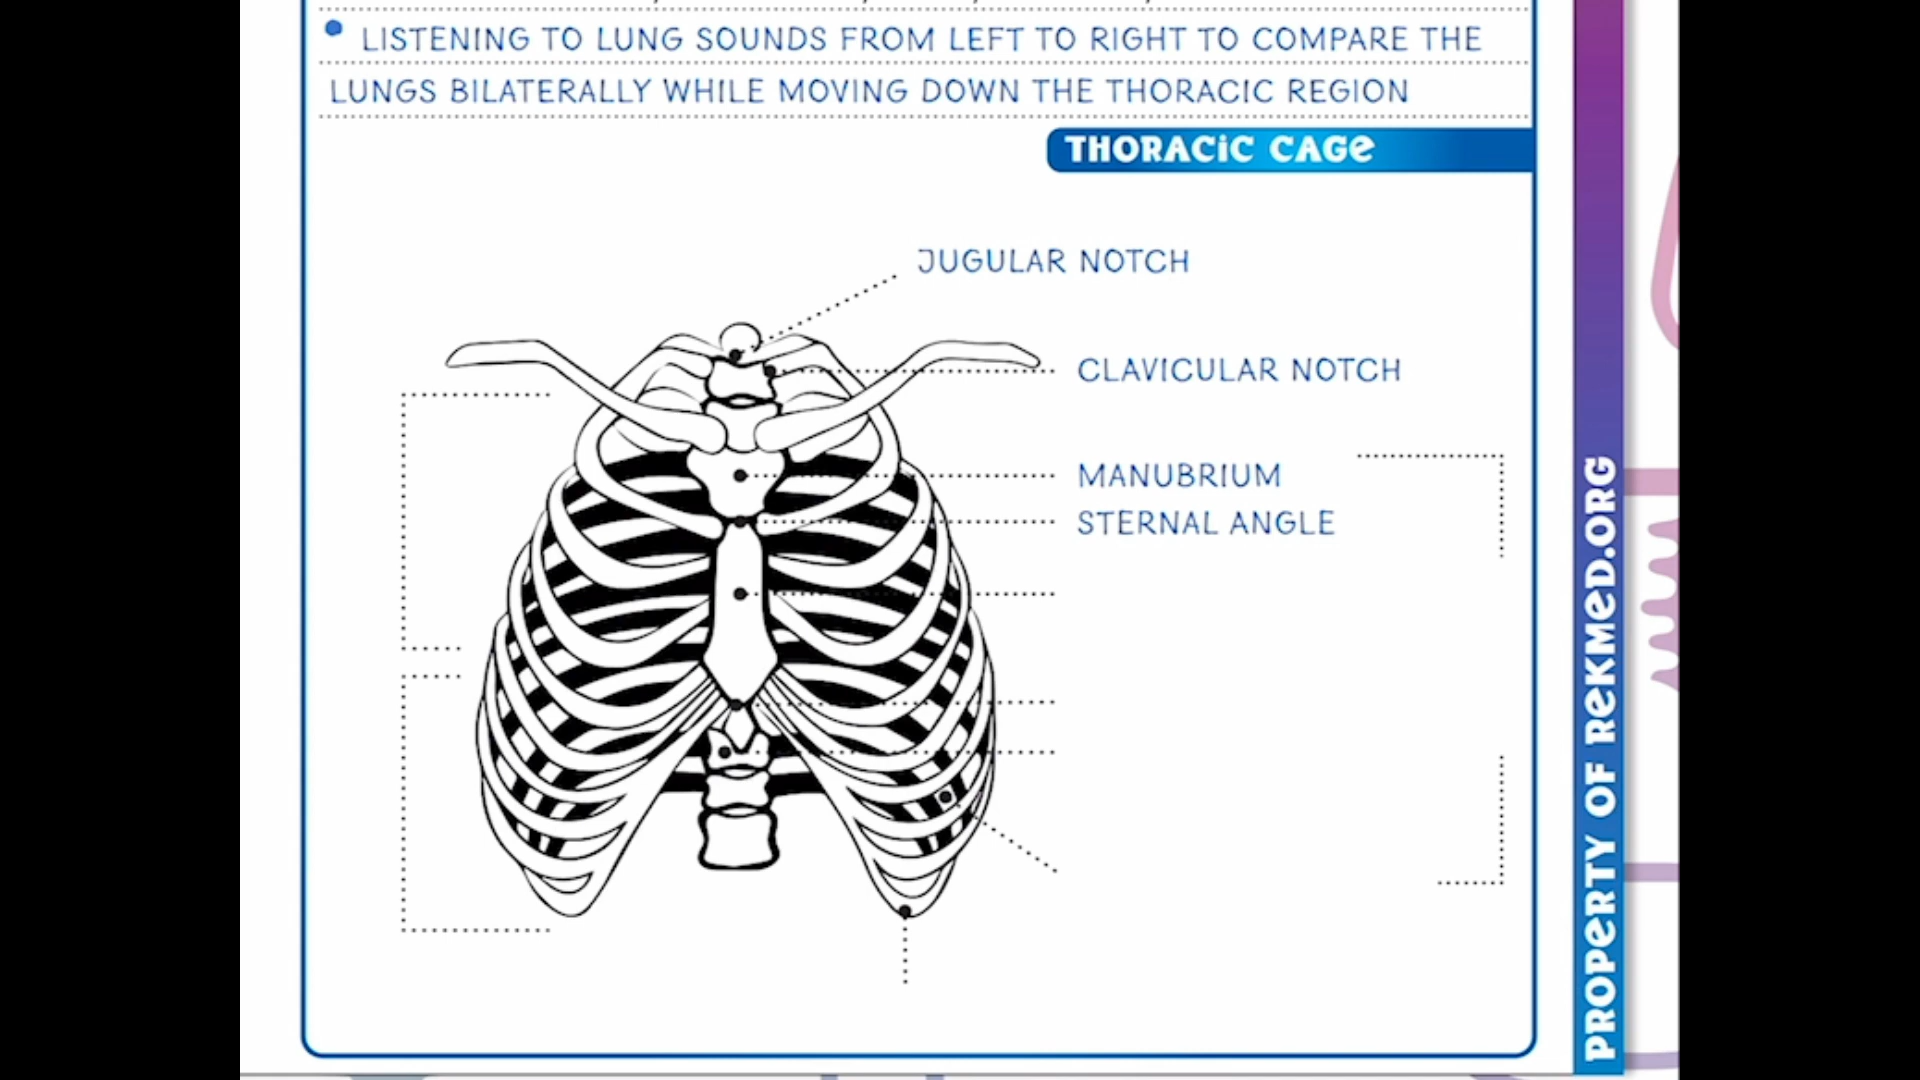 • LISTENING TO LUNG SOUNDS FROM LEFT TO RIGHT TO COMPARE THE
LUNGS BILATERALLY WHILE MOVING DOWN THE THORACIC REGION
THORACIC CAGE
JUGULAR NOTCH
CLAVICULAR NOTCH
MANUBRIUM
STERNAL ANGLE
PROPERTY OF REKMED.ORG